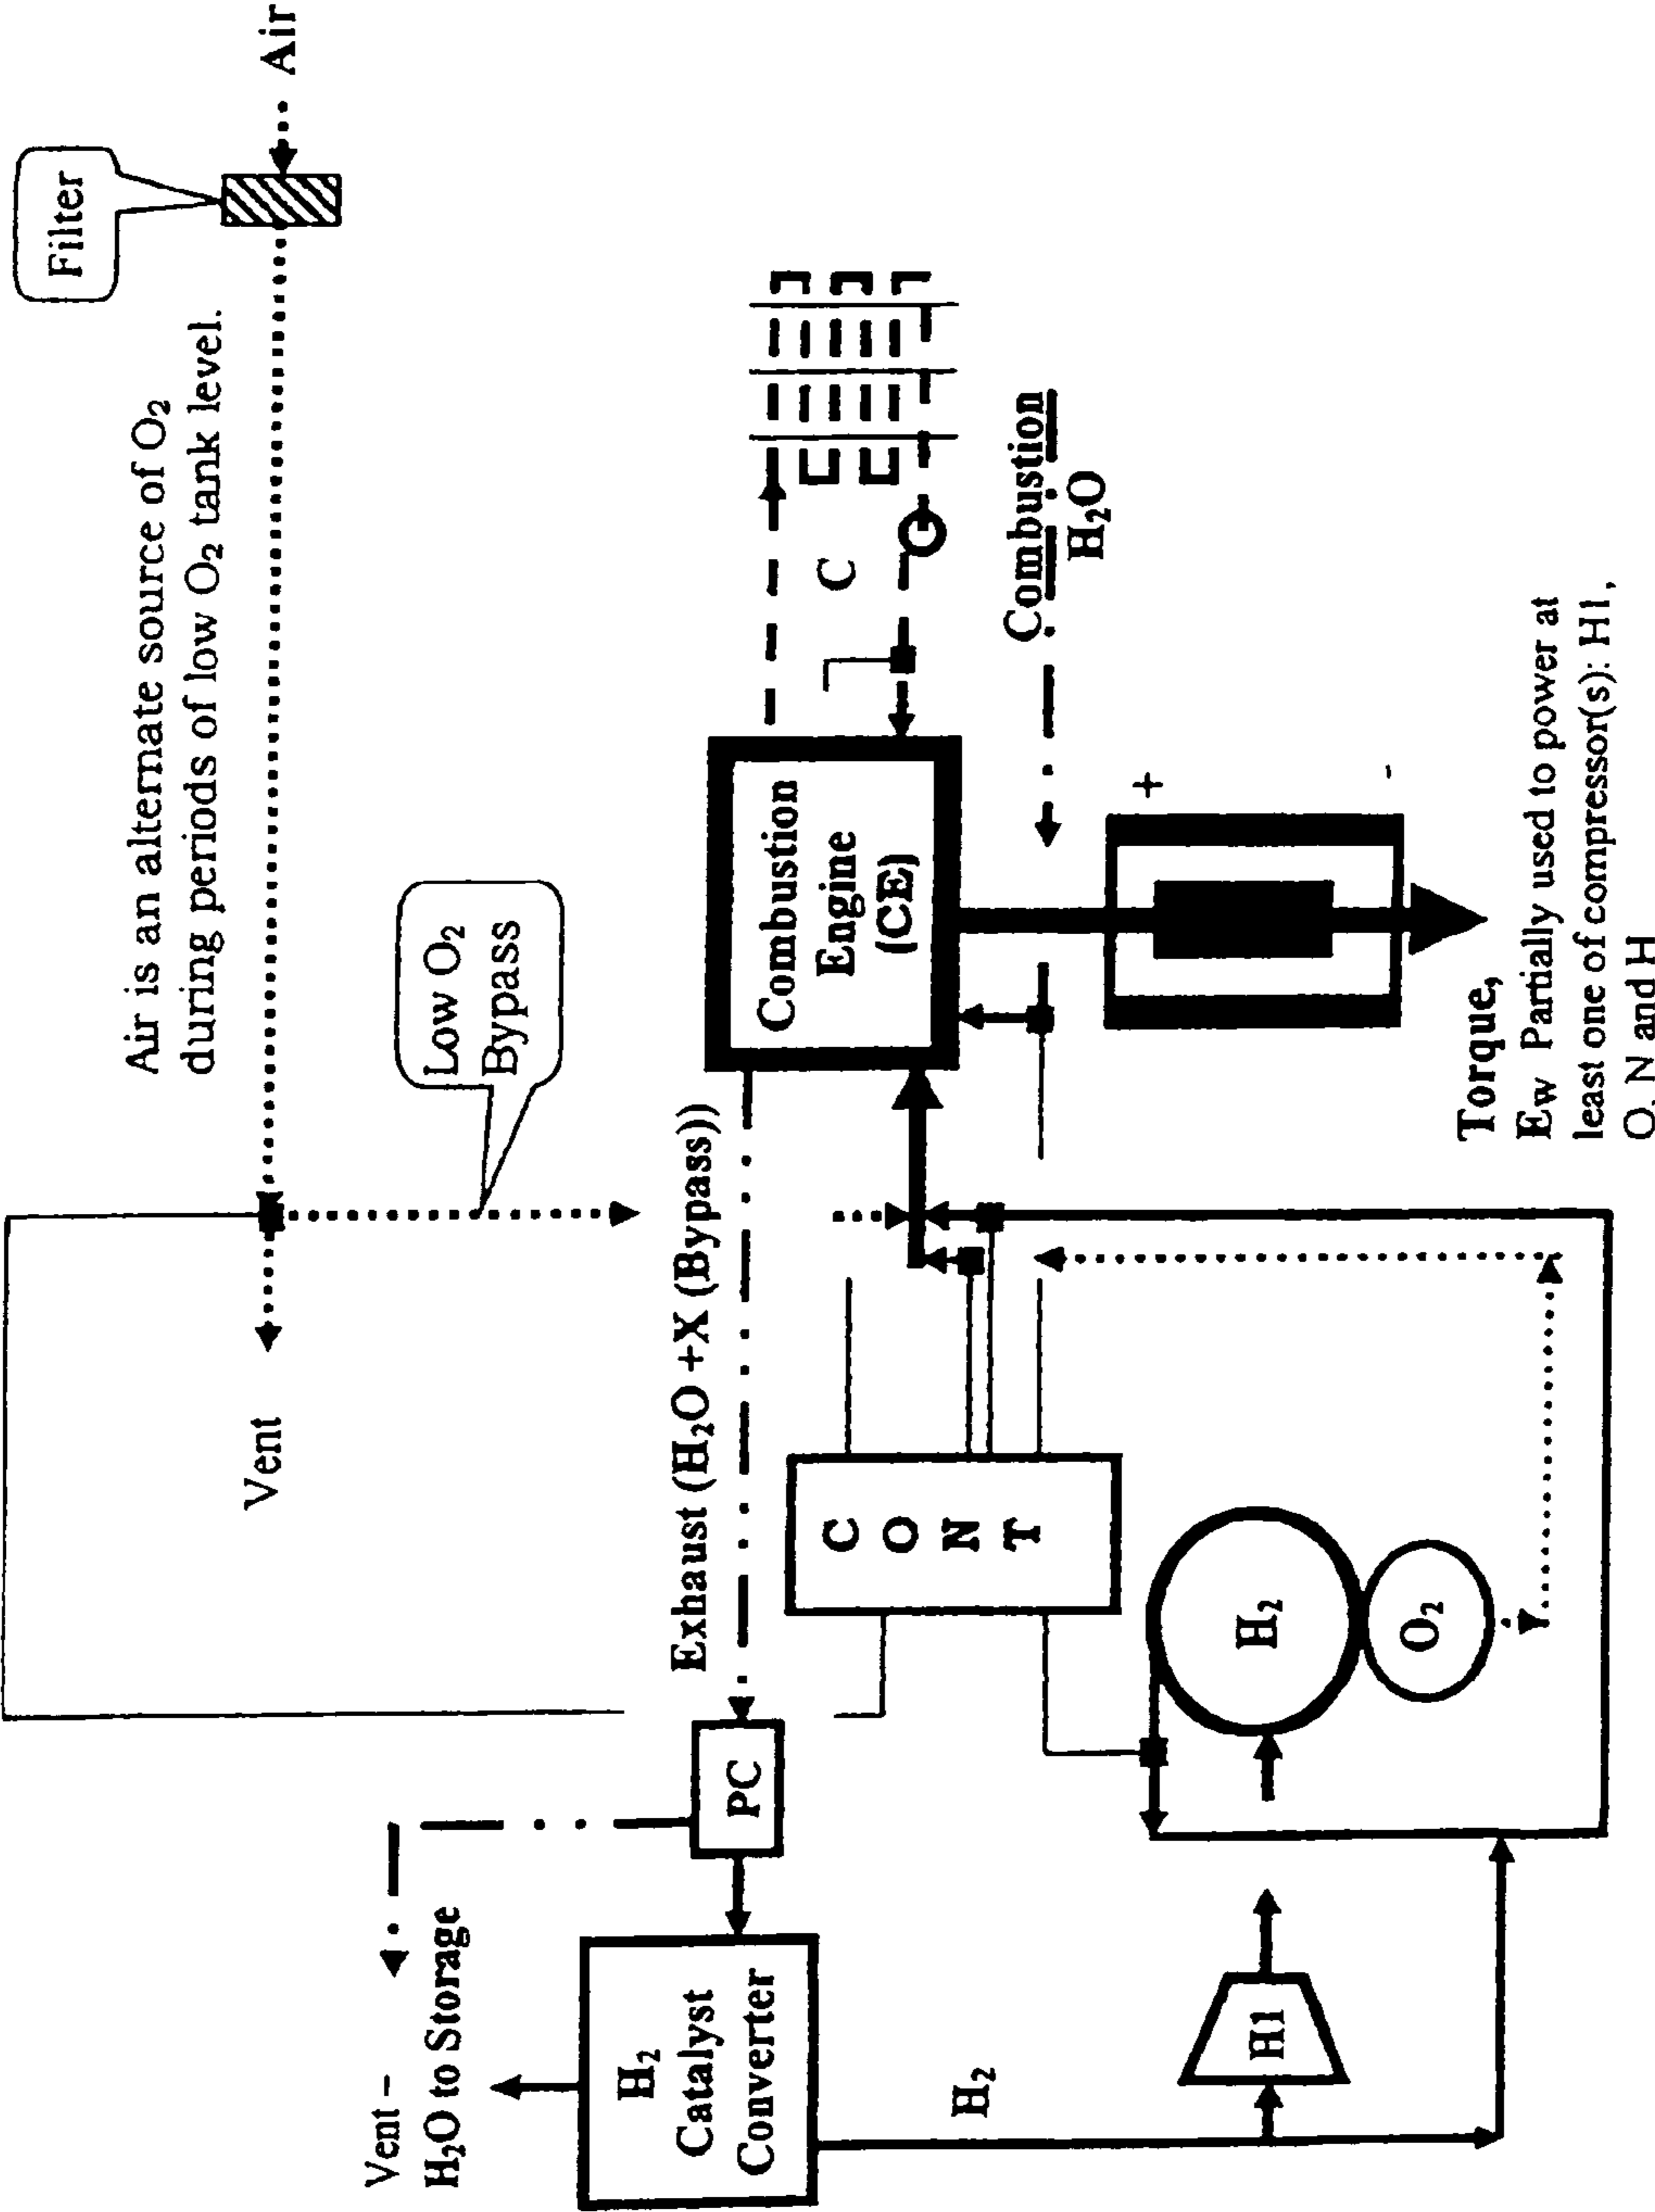 Vent –
H₂O to Storage
H₂
Catalyst
Converter
H₂
H1
PC
Vent
Exhaust (H₂O +X (Bypass))
C
O
N
T
H₂
O₂
Air is an alternate source of O₂
during periods of low O₂ tank level.
Low O₂
Bypass
Combustion
Engine
(CE)
C
Combustion
H₂O
+
-
Torque,
Ew Partially used to power at
least one of compressor(s): H1,
O, N and H
Filter
Air